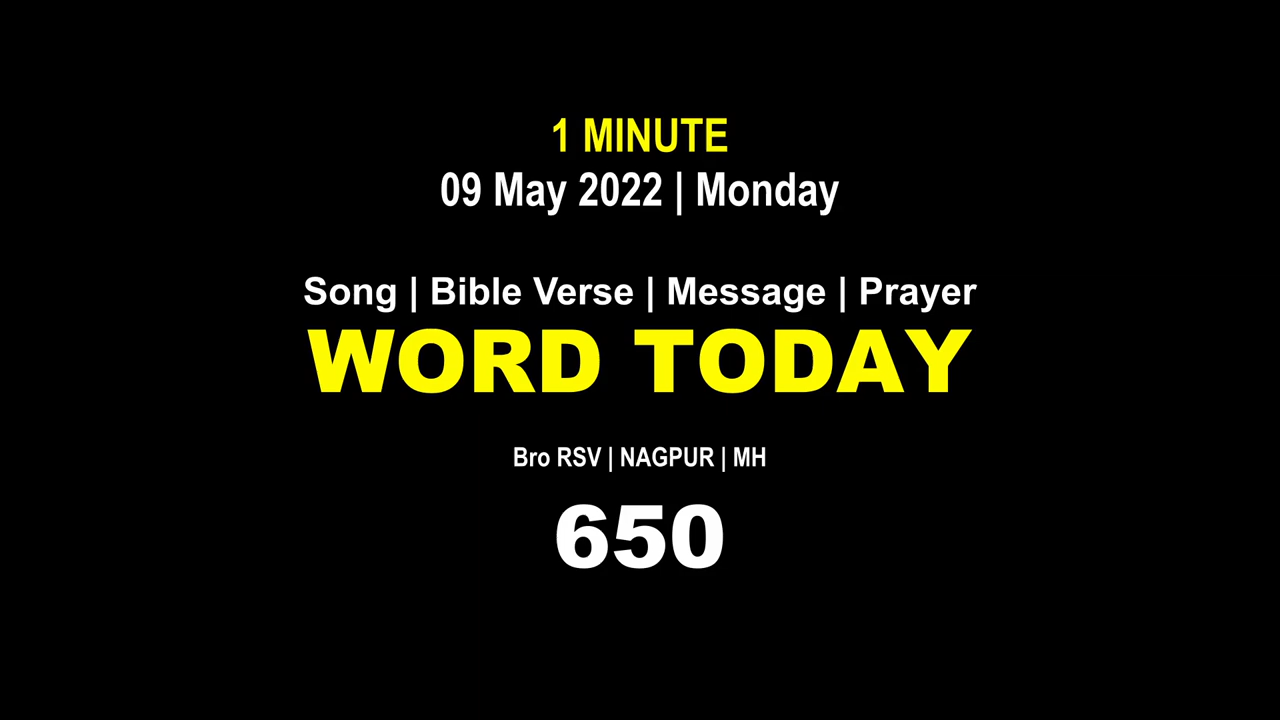 1 MINUTE
09 May 2022 | Monday
Song | Bible Verse | Message | Prayer
WORD TODAY
Bro RSV | NAGPUR | MH
650